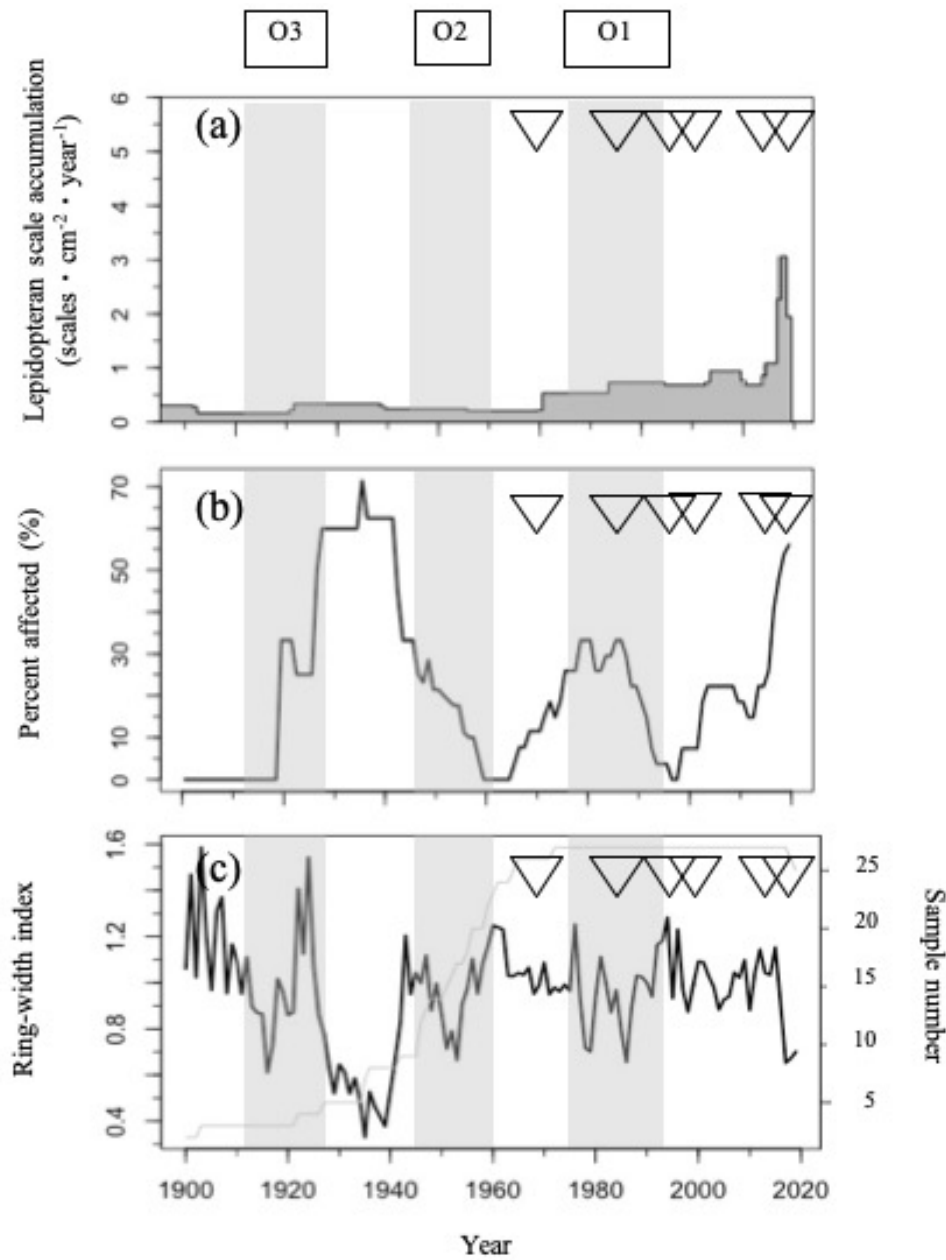 O3 O2 O1
Lepidopteran scale accumulation
(scales · cm-2 · year-1)
(a)
6
5
4
3
2
1
0
Percent affected (%)
(b)
70
50
30
10
0
Ring-width index
(c)
1.6
1.2
0.8
0.4
25
20
15
10
5
Sample number
1900 1920 1940 1960 1980 2000 2020
Year